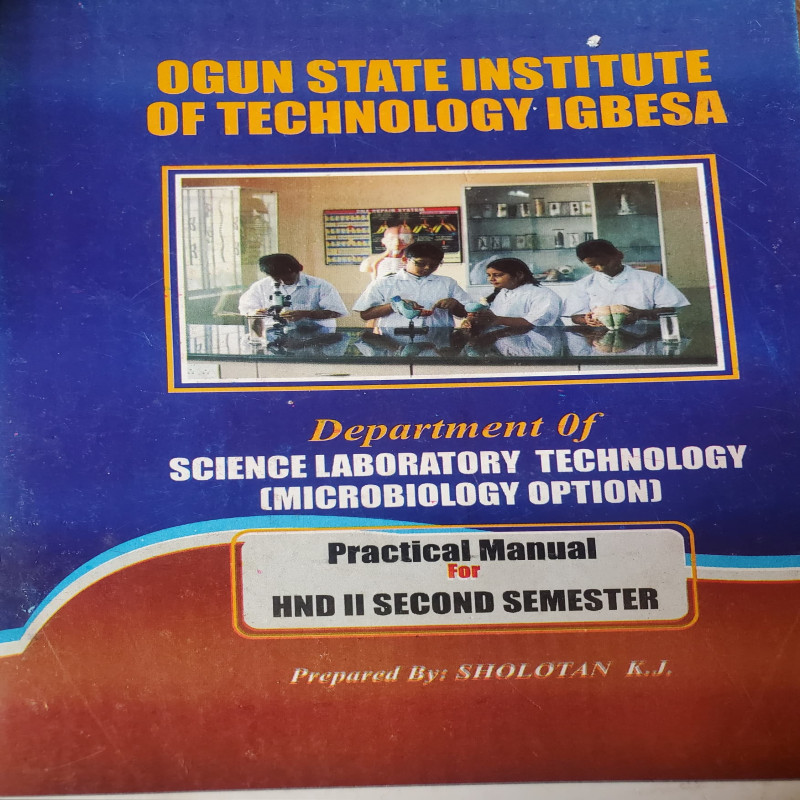 OGUN STATE INSTITUTE
OF TECHNOLOGY IGBESA
Department Of
SCIENCE LABORATORY TECHNOLOGY
(MICROBIOLOGY OPTION)
Practical Manual
For
HND II SECOND SEMESTER
Prepared By: SHOLOTAN K.J.